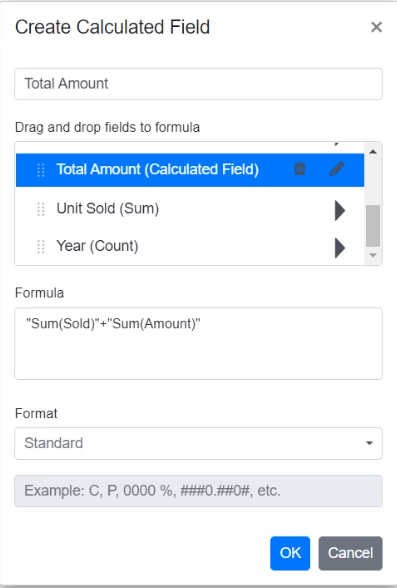 Create Calculated Field
×
Total Amount
Drag and drop fields to formula
Total Amount (Calculated Field)
Unit Sold (Sum)
Year (Count)
Formula
"Sum(Sold)"+"Sum(Amount)"
Format
Standard
Example: C, P, 0000 %, ###0.##0#, etc.
OK Cancel